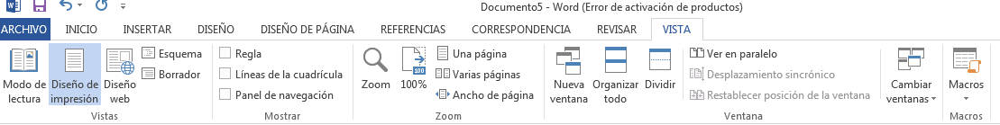 Documento5 - Word (Error de activación de productos)
ARCHIVO INICIO INSERTAR DISEÑO DISEÑO DE PÁGINA REFERENCIAS CORRESPONDENCIA REVISAR VISTA
Modo de lectura
Diseño de impresión
Diseño web
Esquema
Borrador
Vistas
Regla
Líneas de la cuadrícula
Panel de navegación
Mostrar
Zoom
100
100%
Una página
Varias páginas
Ancho de página
Zoom
Nueva ventana
Organizar todo
Dividir
Ver en paralelo
Desplazamiento sincrónico
Restablecer posición de la ventana
Cambiar ventanas
Ventana
Macros
Macros